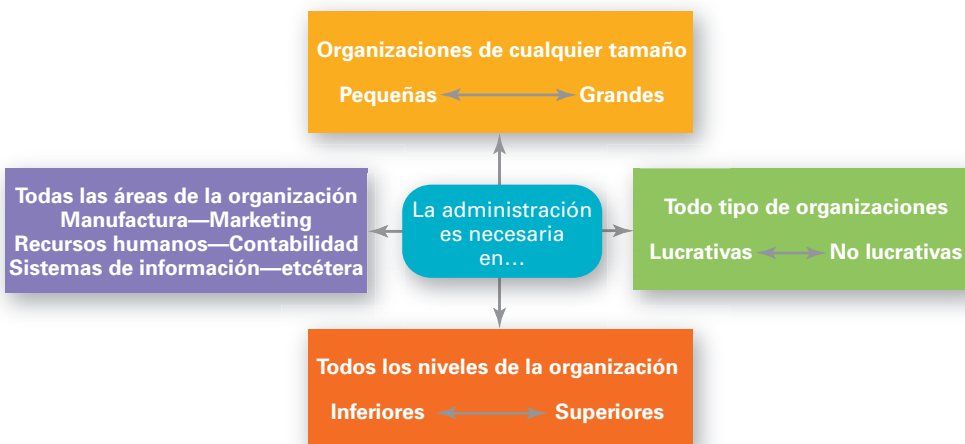 Organizaciones de cualquier tamaño
Pequeñas Grandes
Todas las áreas de la organización
Manufactura—Marketing
Recursos humanos—Contabilidad
Sistemas de información—etcétera
La administración
es necesaria
en…
Todo tipo de organizaciones
Lucrativas No lucrativas
Todos los niveles de la organización
Inferiores Superiores